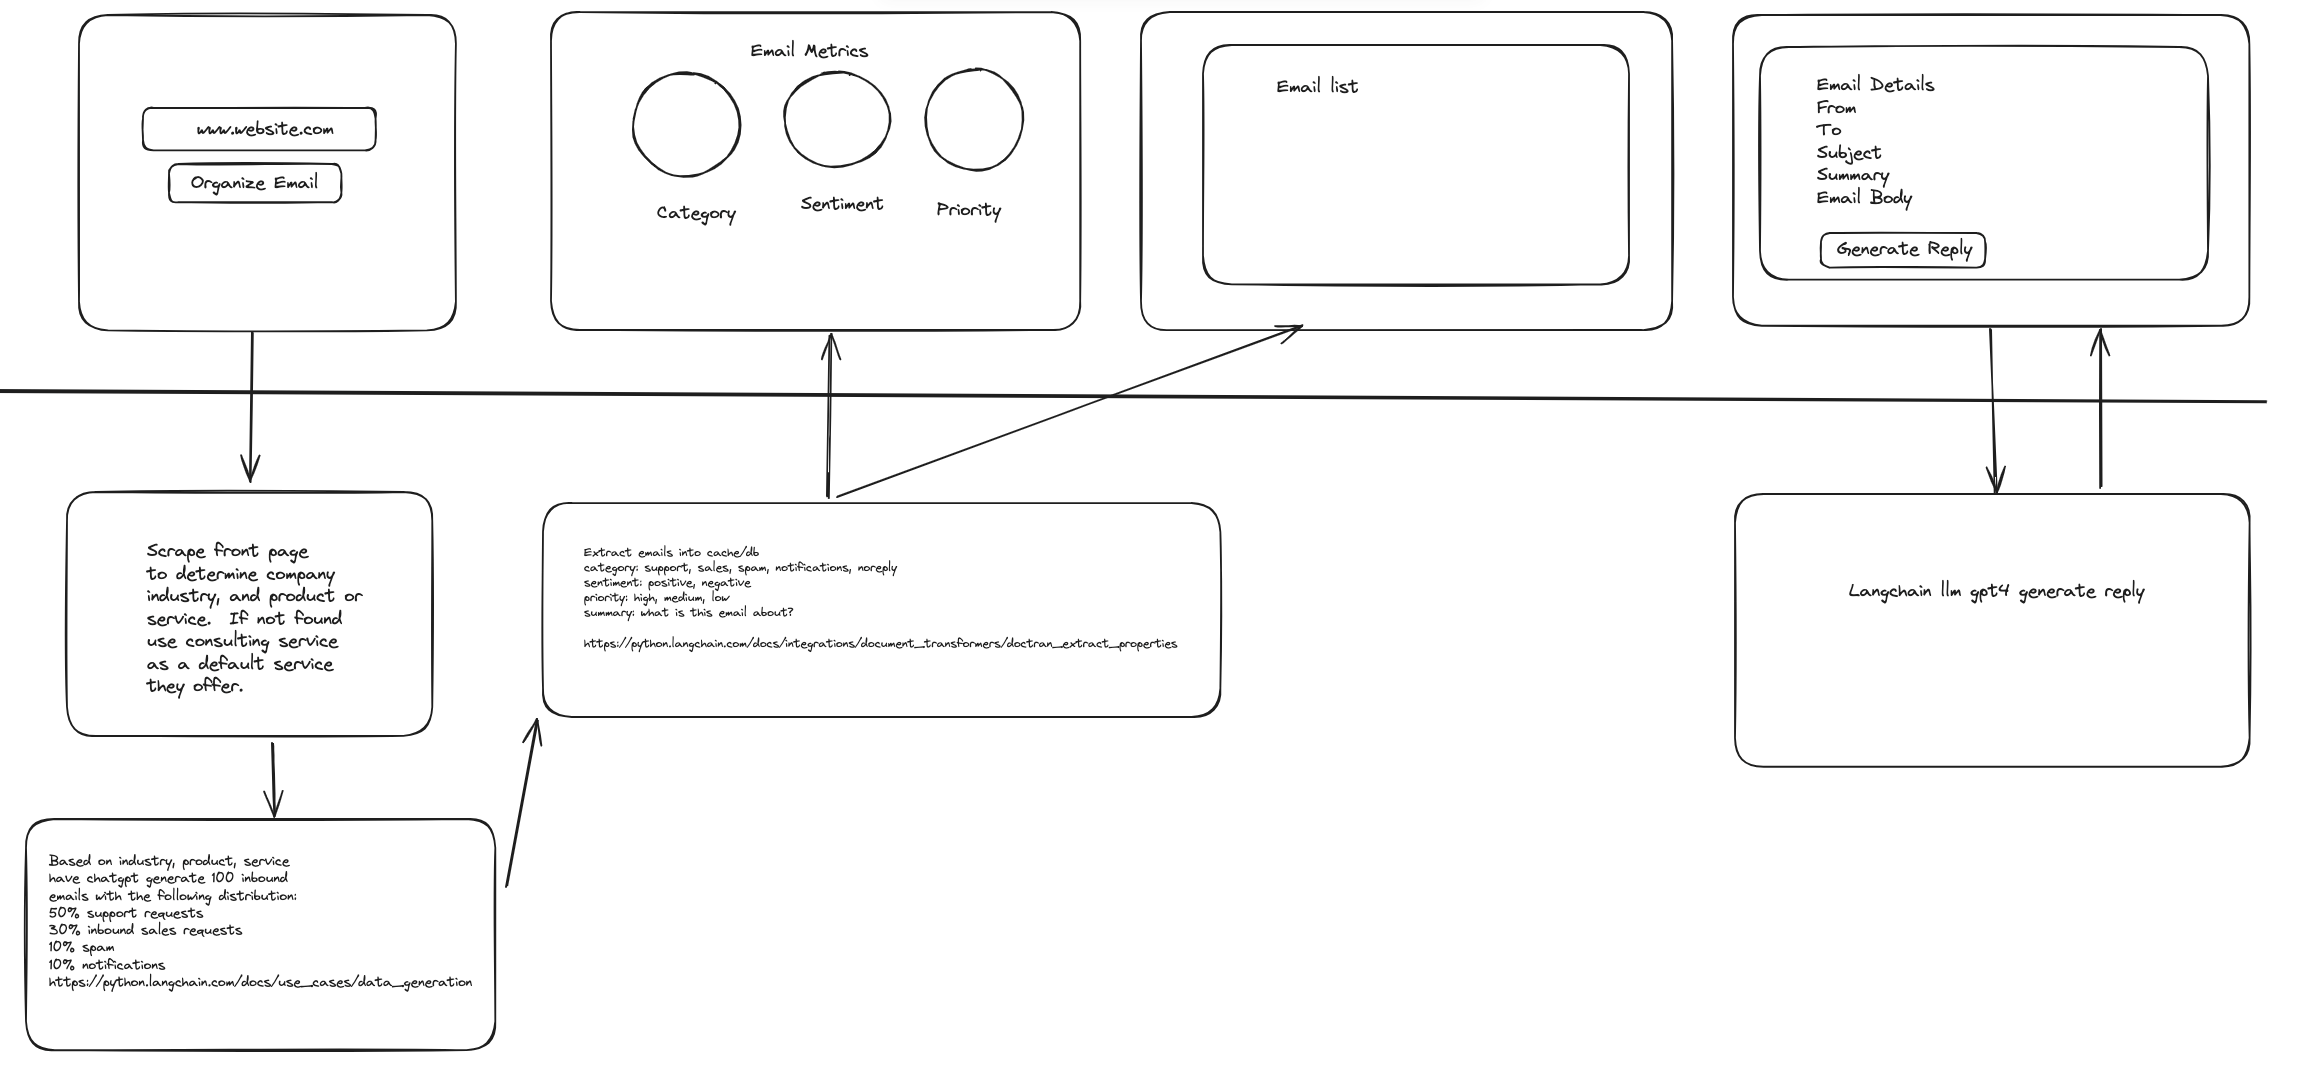 www.website.com
Organize Email
Email Metrics
Category
Sentiment
Priority
Email list
Email Details
From
To
Subject
Summary
Email Body
Generate Reply
Scrape front page
to determine company
industry, and product or
service.  If not found
use consulting service
as a default service
they offer.
Extract emails into cache/db
category: support, sales, spam, notifications, noreply
sentiment: positive, negative
priority: high, medium, low
summary: what is this email about?
https://python.langchain.com/docs/integrations/document_transformers/doctran_extract_properties
Langchain llm gpt4 generate reply
Based on industry, product, service
have chatgpt generate 100 inbound
emails with the following distribution:
50% support requests
30% inbound sales requests
10% spam
10% notifications
https://python.langchain.com/docs/use_cases/data_generation